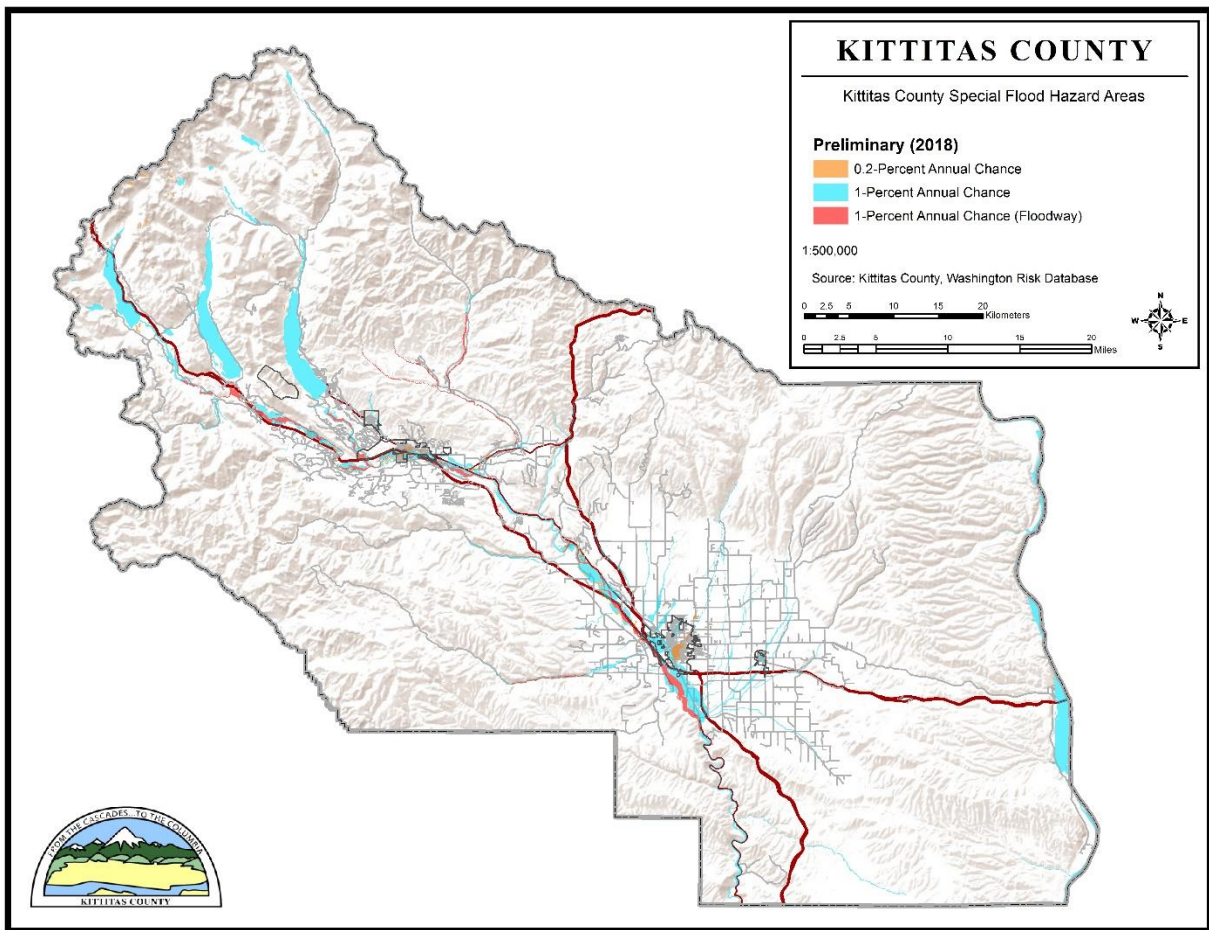 KITTITAS COUNTY
Kittitas County Special Flood Hazard Areas
Preliminary (2018)
0.2-Percent Annual Chance
1-Percent Annual Chance
1-Percent Annual Chance (Floodway)
1:500,000
Source: Kittitas County, Washington Risk Database
0 2.5 5 10 15 20
Kilometers
0 2.5 5 10 15 20
Miles
N
W E
S
FROM THE CASCADES...TO THE COLUMBIA
KITTITAS COUNTY